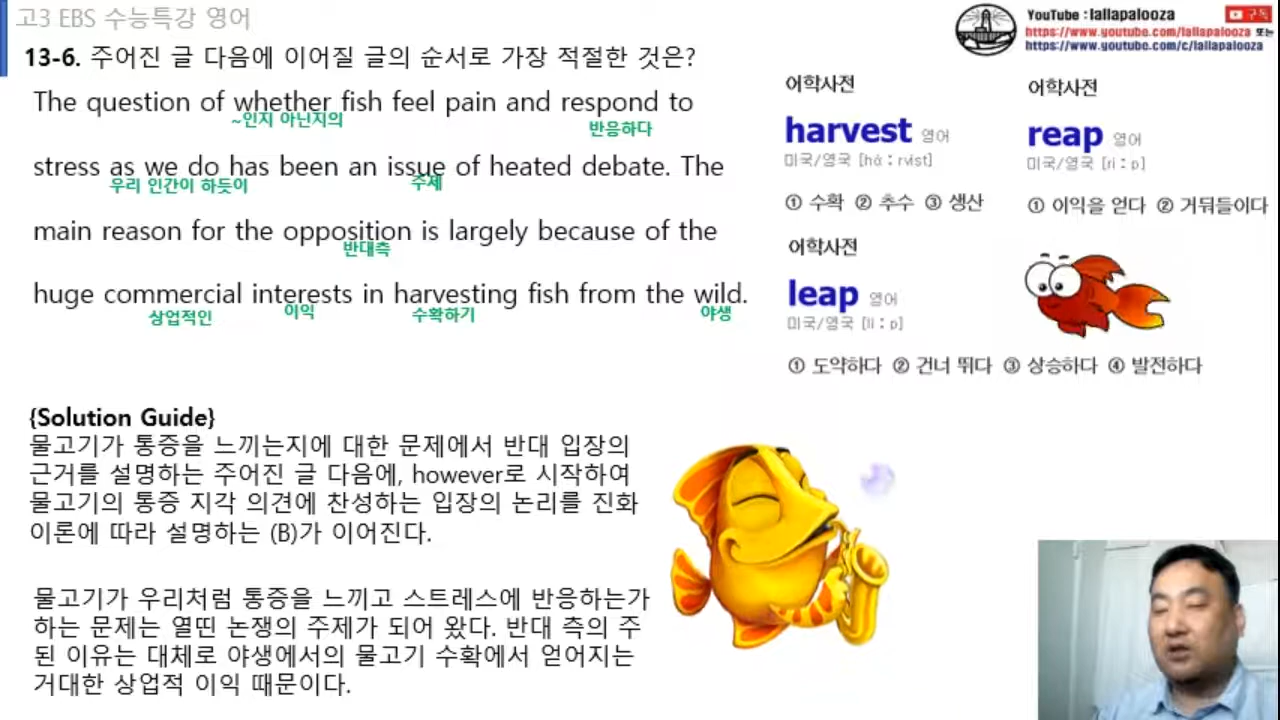 고3 EBS 수능특강 영어
YouTube : lallapalooza
구독
https://www.youtube.com/lallapalooza 또는
https://www.youtube.com/c/lallapalooza
13-6. 주어진 글 다음에 이어질 글의 순서로 가장 적절한 것은?
The question of whether fish feel pain and respond to
~인지 아닌지의
반응하다
stress as we do has been an issue of heated debate. The
우리 인간이 하듯이
주제
main reason for the opposition is largely because of the
반대측
huge commercial interests in harvesting fish from the wild.
상업적인
이익
수확하기
야생
어학사전
harvest 영어
미국/영국 [hάːrvist]
① 수확 ② 추수 ③ 생산
어학사전
reap 영어
미국/영국 [riːp]
① 이익을 얻다 ② 거둬들이다
어학사전
leap 영어
미국/영국 [liːp]
① 도약하다 ② 건너 뛰다 ③ 상승하다 ④ 발전하다
{Solution Guide}
물고기가 통증을 느끼는지에 대한 문제에서 반대 입장의
근거를 설명하는 주어진 글 다음에, however로 시작하여
물고기의 통증 지각 의견에 찬성하는 입장의 논리를 진화
이론에 따라 설명하는 (B)가 이어진다.
물고기가 우리처럼 통증을 느끼고 스트레스에 반응하는가
하는 문제는 열띤 논쟁의 주제가 되어 왔다. 반대 측의 주
된 이유는 대체로 야생에서의 물고기 수확에서 얻어지는
거대한 상업적 이익 때문이다.